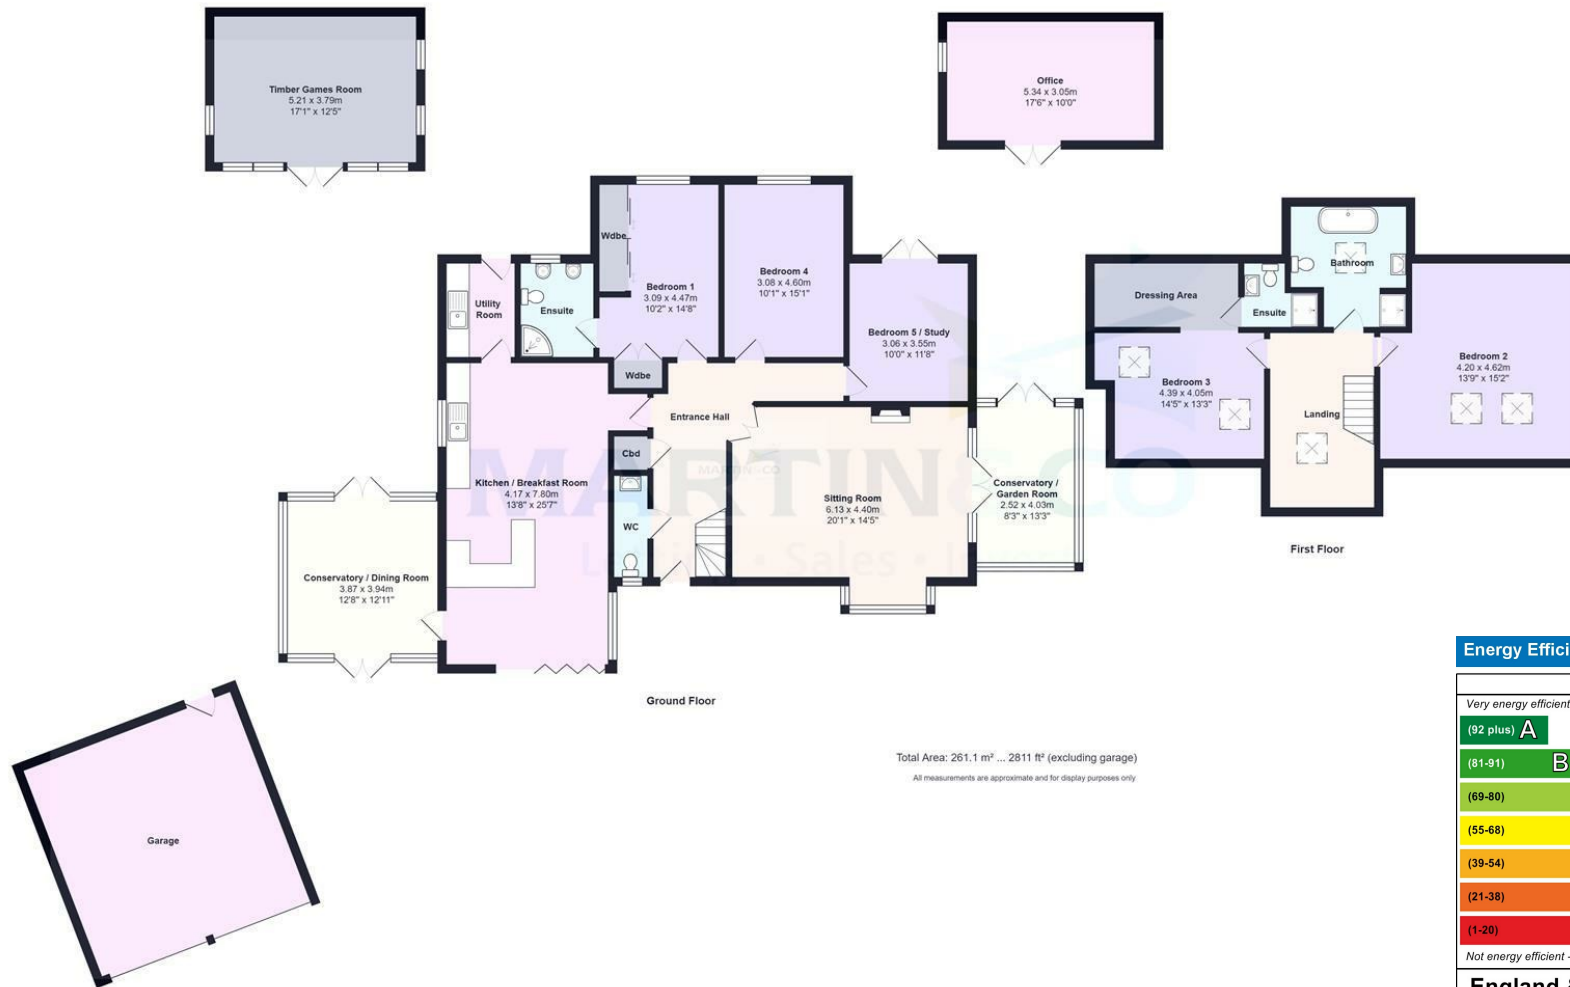 Timber Games Room
5.21 x 3.79m
17'1" x 12'5"
Office
5.34 x 3.05m
17'6" x 10'0"
Wdbe
Bedroom 1
3.09 x 4.47m
10'2" x 14'8"
Bedroom 4
3.08 x 4.60m
10'1" x 15'1"
Utility
Room
Ensuite
Bedroom 5 / Study
3.06 x 3.55m
10'0" x 11'8"
Wdbe
Entrance Hall
Cbd
Kitchen / Breakfast Room
4.17 x 7.80m
13'8" x 25'7"
WC
Sitting Room
6.13 x 4.40m
20'1" x 14'5"
Conservatory /
Garden Room
2.52 x 4.03m
8'3" x 13'3"
Conservatory / Dining Room
3.87 x 3.94m
12'8" x 12'11"
Ground Floor
Garage
Bathroom
Dressing Area
Ensuite
Bedroom 3
4.39 x 4.05m
14'5" x 13'3"
Landing
Bedroom 2
4.20 x 4.62m
13'9" x 15'2"
First Floor
MARTIN&CO
MARTIN&CO
Sales
Total Area: 261.1 m² ... 2811 ft² (excluding garage)
All measurements are approximate and for display purposes only
Energy Effici
Very energy efficient
(92 plus) A
(81-91) B
(69-80)
(55-68)
(39-54)
(21-38)
(1-20)
Not energy efficient -
England